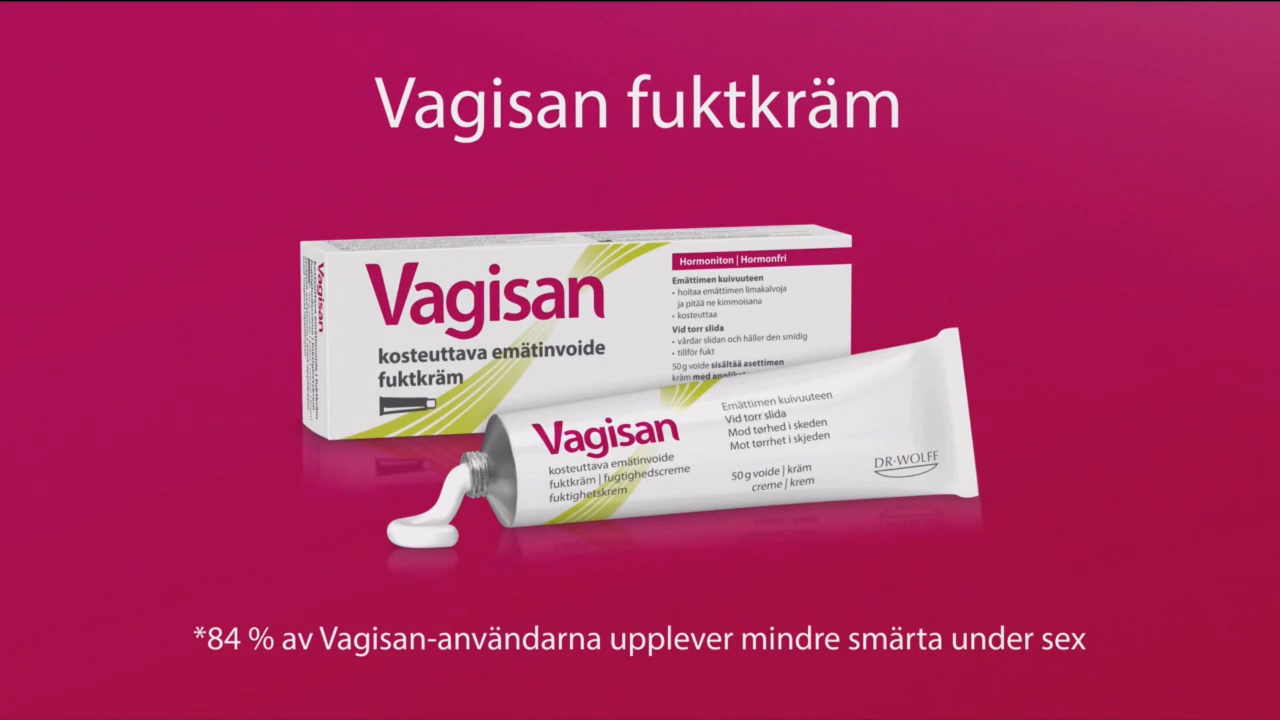 Vagisan fuktkräm
Vagisan
kosteuttava emätinvoide
fuktkräm
Hormoniton | Hormonfri
Emättimen kuivuuteen
• hoitaa emättimen limakalvoja
ja pitää ne kimmoisana
• kosteuttaa
Vid torr slida
• vårdar slidan och håller den smidig
• tillför fukt
50 g voide sisältää asettimen
kräm med
Vagisan
Vagisan
kosteuttava emätinvoide
fuktkräm | fugtighedscreme
fuktighetskrem
Emättimen kuivuuteen
Vid torr slida
Mod tørhed i skeden
Mot tørrhet i skjeden
50 g voide | kräm
creme | krem
DR·WOLFF
*84 % av Vagisan-användarna upplever mindre smärta under sex